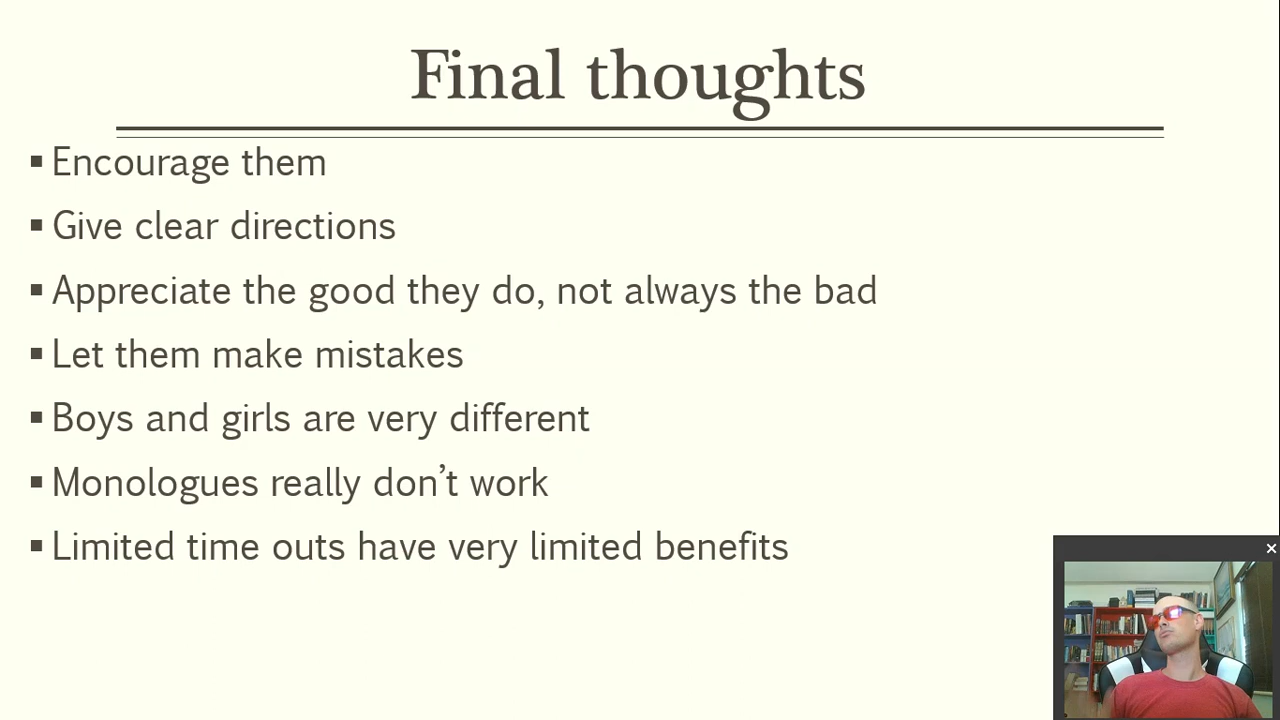 Final thoughts
Encourage them
Give clear directions
Appreciate the good they do, not always the bad
Let them make mistakes
Boys and girls are very different
Monologues really don’t work
Limited time outs have very limited benefits